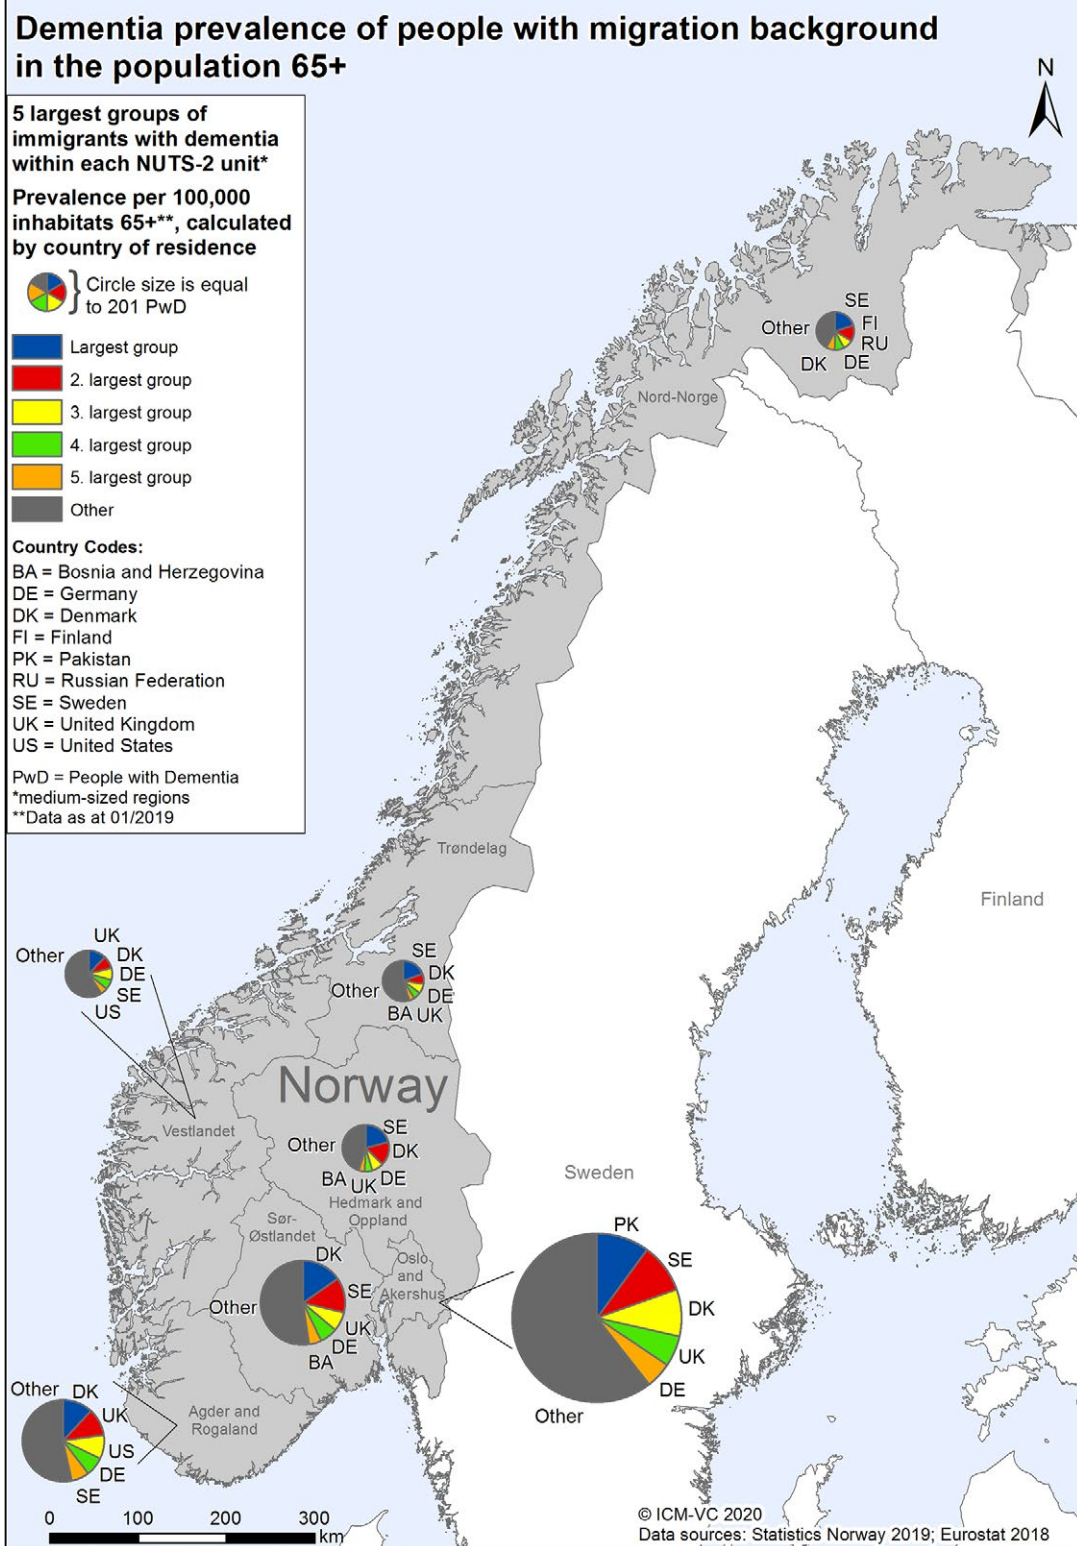 Dementia prevalence of people with migration background
in the population 65+
N
5 largest groups of
immigrants with dementia
within each NUTS-2 unit*
Prevalence per 100,000
inhabitats 65+**, calculated
by country of residence
Circle size is equal
to 201 PwD
Largest group
2. largest group
3. largest group
4. largest group
5. largest group
Other
Country Codes:
BA = Bosnia and Herzegovina
DE = Germany
DK = Denmark
FI = Finland
PK = Pakistan
RU = Russian Federation
SE = Sweden
UK = United Kingdom
US = United States
PwD = People with Dementia
*medium-sized regions
**Data as at 01/2019
SE
Other
FI
RU
DK
DE
Nord-Norge
Trøndelag
Finland
UK
Other
DK
DE
SE
US
SE
DK
Other
DE
BA
UK
Norway
Vestlandet
SE
Other
DK
BA
UK
DE
Hedmark and
Oppland
Sweden
Sør-
Østlandet
Oslo
and
Akershus
DK
SE
Other
UK
DE
BA
PK
SE
DK
UK
DE
Other
Agder and
Rogaland
Other
DK
UK
US
DE
SE
0 100 200 300
km
© ICM-VC 2020
Data sources: Statistics Norway 2019; Eurostat 2018